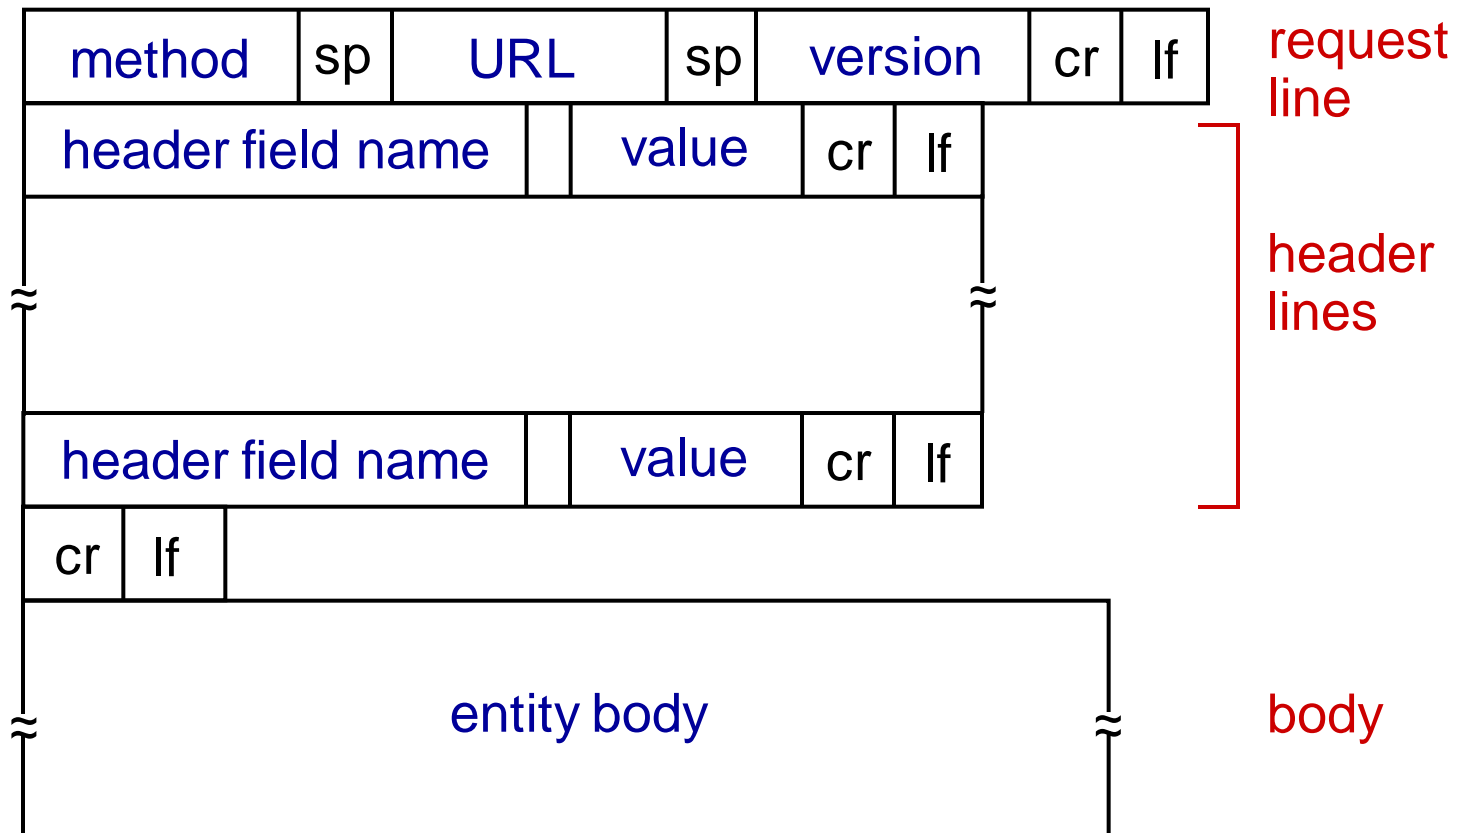 method sp URL sp version cr lf
request
line
header field name value cr lf
header
lines
header field name value cr lf
cr lf
entity body
body